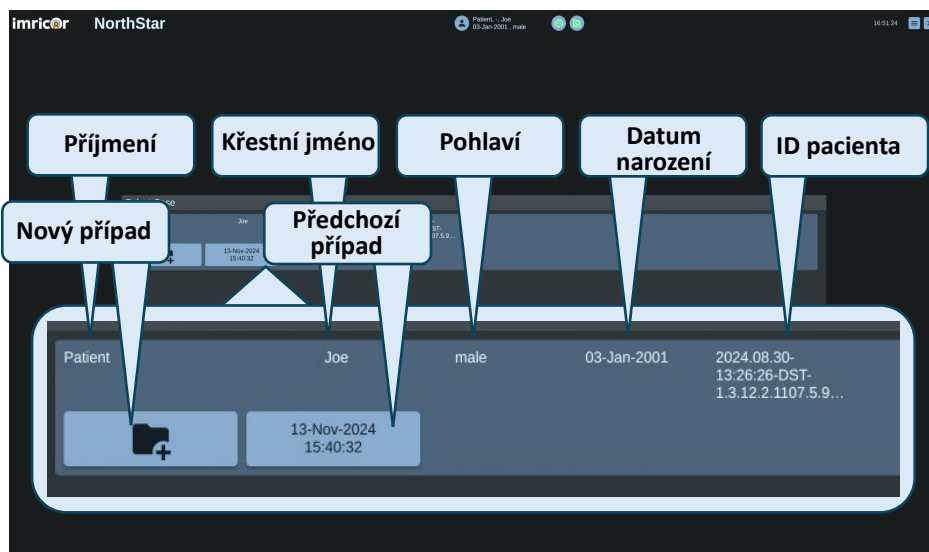 imricor NorthStar Patient, -, Joe 16:51:24
03-Jan-2001 , male
Příjmení
Křestní jméno
Pohlaví
Datum
narození
ID pacienta
Nový případ
Předchozí
případ
Joe
13-Nov-2024
15:40:32
Patient Joe male 03-Jan-2001 2024.08.30-
13:26:26-DST-
1.3.12.2.1107.5.9...
13-Nov-2024
15:40:32